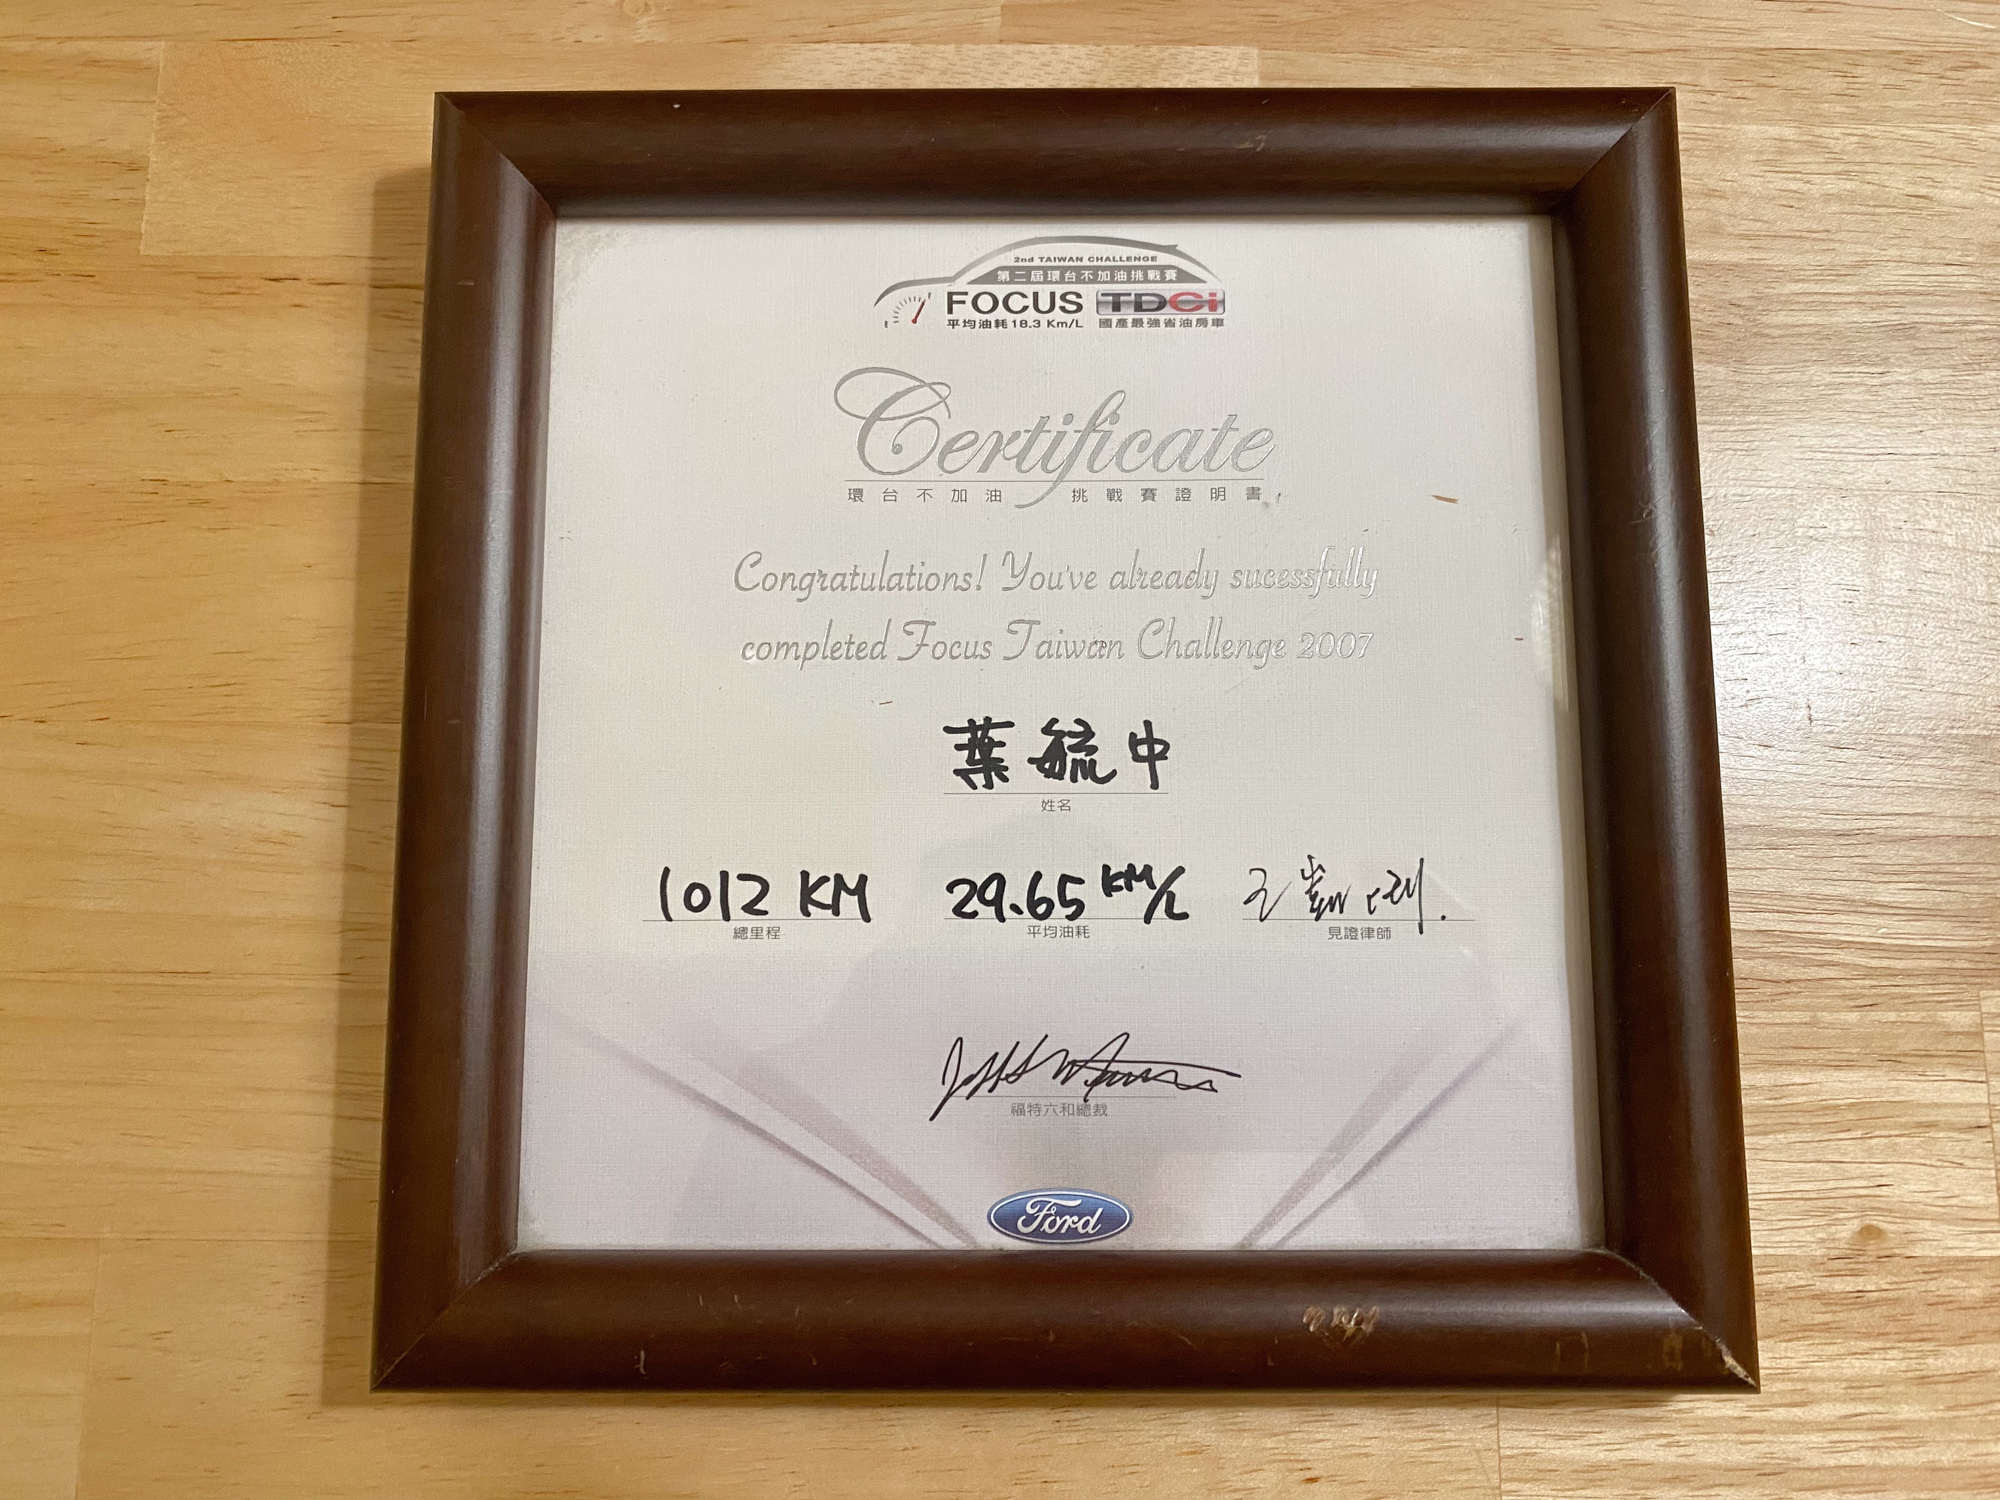 2nd TAIWAN CHALLENGE
第二屆環台不加油挑戰賽
FOCUS TDCi
平均油耗18.3 Km/L 國產最強省油房車
Certificate
環台不加油 挑戰賽證明書
Congratulations! You've already sucessfully
completed Focus Taiwan Challenge 2007
葉毓中
姓名
1012 KM 29.65 KM/L
總里程 平均油耗 見證律師
福特六和總裁
Ford